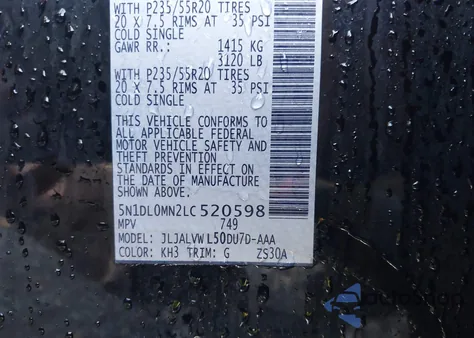 WITH P235/55R20 TIRES
20 X 7.5 RIMS AT 35 PSI
COLD SINGLE
GAWR RR.: 1415 KG
3120 LB
WITH P235/55R20 TIRES
20 X 7.5 RIMS AT 35 PSI
COLD SINGLE
THIS VEHICLE CONFORMS TO
ALL APPLICABLE FEDERAL
MOTOR VEHICLE SAFETY AND
THEFT PREVENTION
STANDARDS IN EFFECT ON
THE DATE OF MANUFACTURE
SHOWN ABOVE.
5N1DL0MN2LC520598
MPV 749
MODEL: JLJALVWL50DU7D-AAA
COLOR: KH3 TRIM: G ZS30A